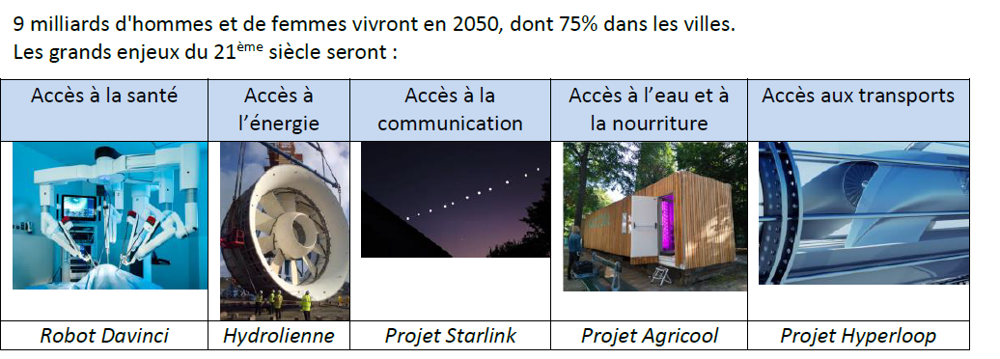 9 milliards d'hommes et de femmes vivront en 2050, dont 75% dans les villes.
Les grands enjeux du 21ème siècle seront :
Accès à la santé
Accès à
l’énergie
Accès à la
communication
Accès à l’eau et à
la nourriture
Accès aux transports
Robot Davinci
Hydrolienne
Projet Starlink
Projet Agricool
Projet Hyperloop